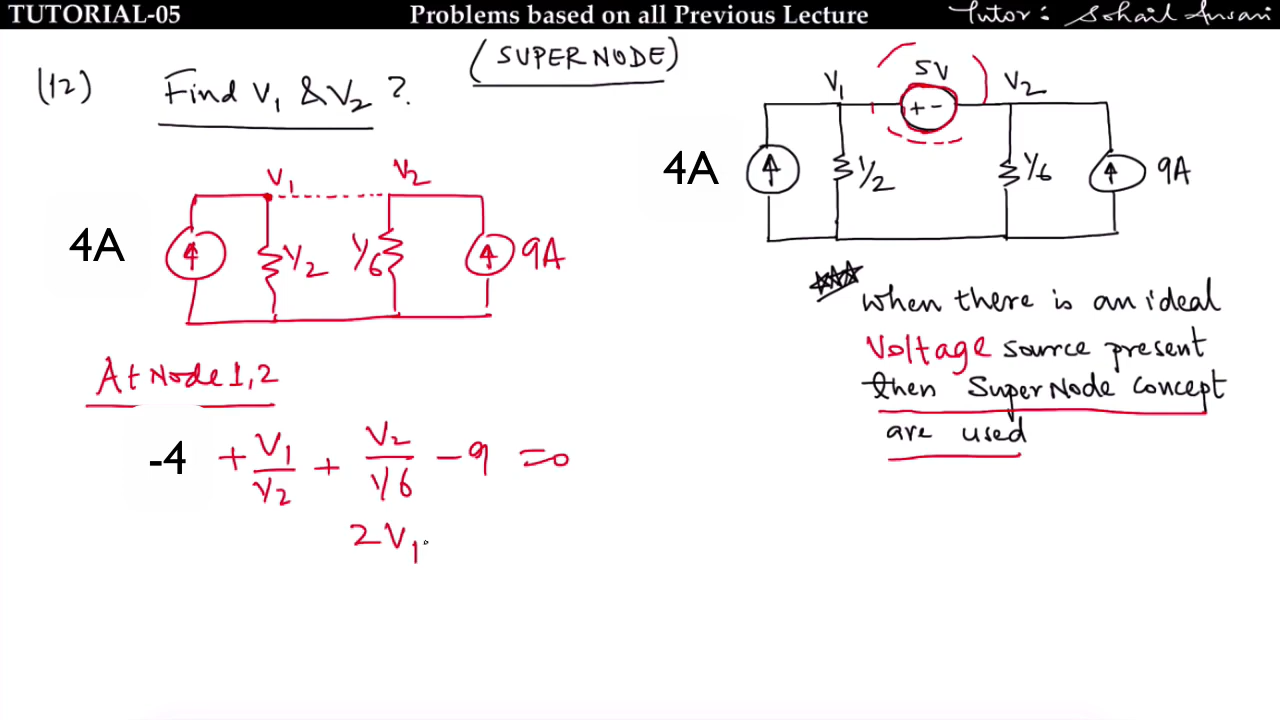 TUTORIAL-05 Problems based on all Previous Lecture Tutor: Sohail Ansari
(SUPERNODE)
(12) Find V₁ & V₂ ?
V₁ 5V V₂
+ -
4A 1/2 1/6 9A
V₁ V₂
4A 1/2 1/6 9A
*** when there is an ideal
Voltage source present
then SuperNode concept
are used
At Node 1,2
-4 + V₁/1/2 + V₂/1/6 - 9 = 0
2V₁